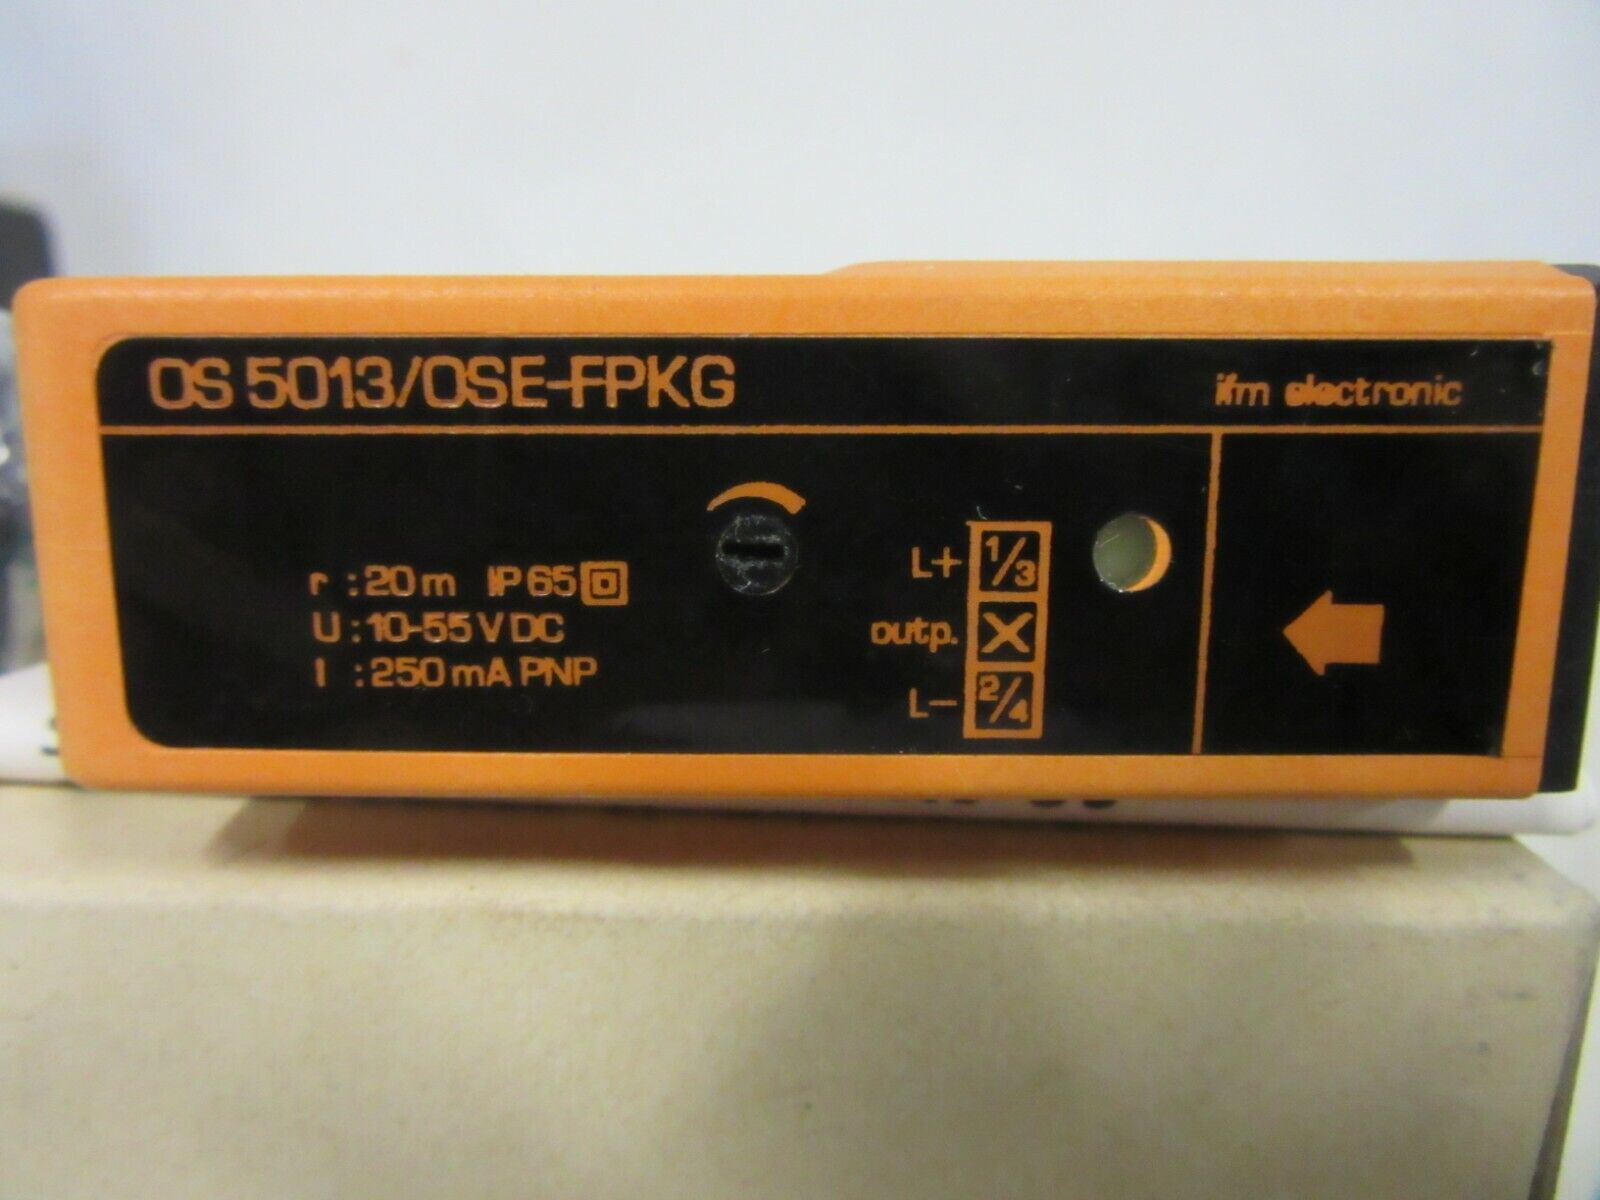 OS 5013/OSE-FPKG
ifm electronic
r : 20m IP 65
U : 10-55 V DC
I : 250 mA PNP
L+ 1/3
outp. X
L- 2/4